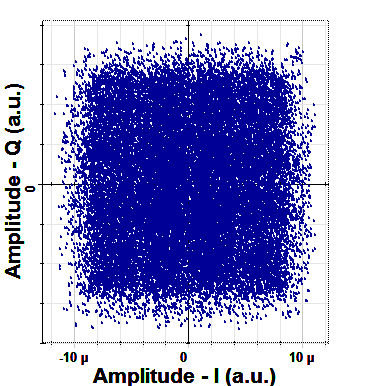 Amplitude - Q (a.u.)
0
-10 µ 0 10 µ
Amplitude - I (a.u.)